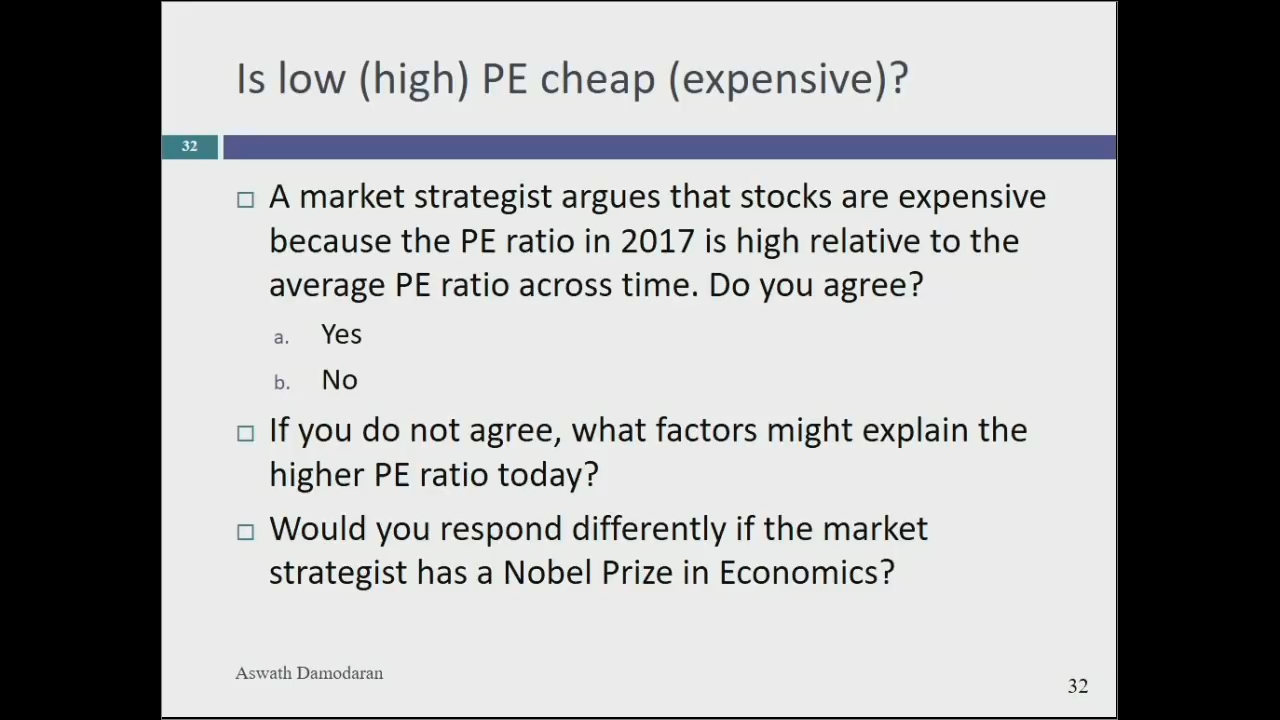 Is low (high) PE cheap (expensive)?
32
A market strategist argues that stocks are expensive
because the PE ratio in 2017 is high relative to the
average PE ratio across time. Do you agree?
a. Yes
b. No
If you do not agree, what factors might explain the
higher PE ratio today?
Would you respond differently if the market
strategist has a Nobel Prize in Economics?
Aswath Damodaran
32